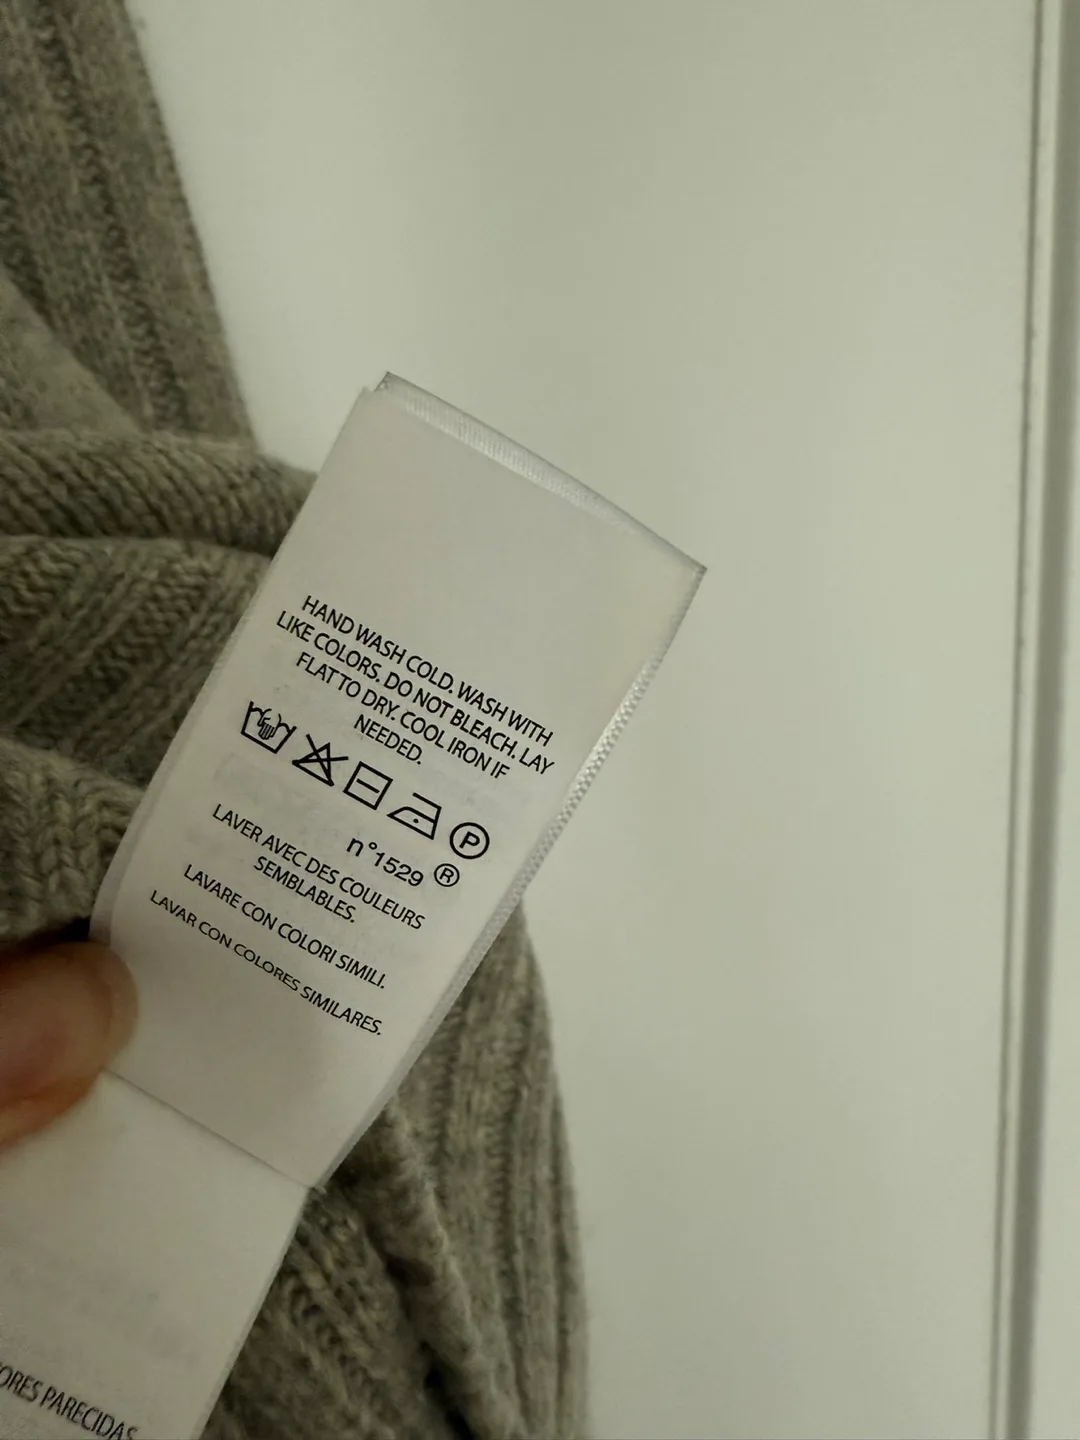 HAND WASH COLD. WASH WITH
LIKE COLORS. DO NOT BLEACH. LAY
FLAT TO DRY. COOL IRON IF
NEEDED.
P
n°1529 ®
LAVER AVEC DES COULEURS
SEMBLABLES.
LAVARE CON COLORI SIMILI.
LAVAR CON COLORES SIMILARES.
PARECIDAS